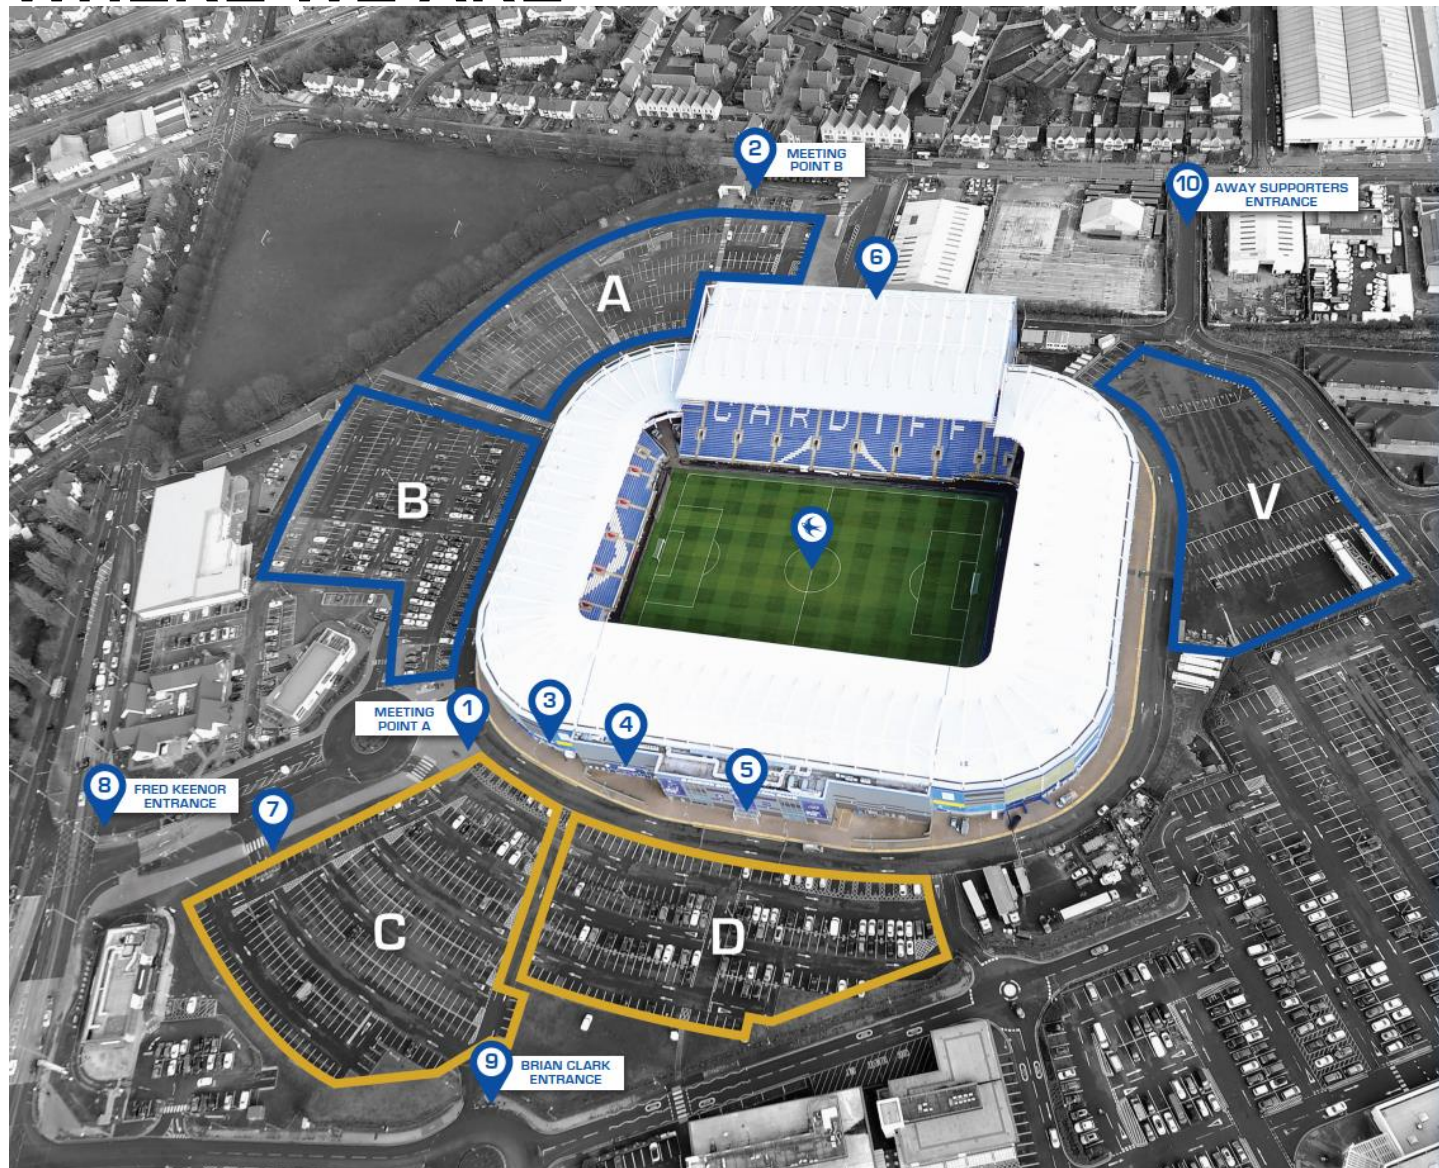 2
MEETING
POINT B
10
AWAY SUPPORTERS
ENTRANCE
6
A
CARDIFF
B
V
MEETING
POINT A
1
3
4
5
8
FRED KEENOR
ENTRANCE
7
C
D
9
BRIAN CLARK
ENTRANCE